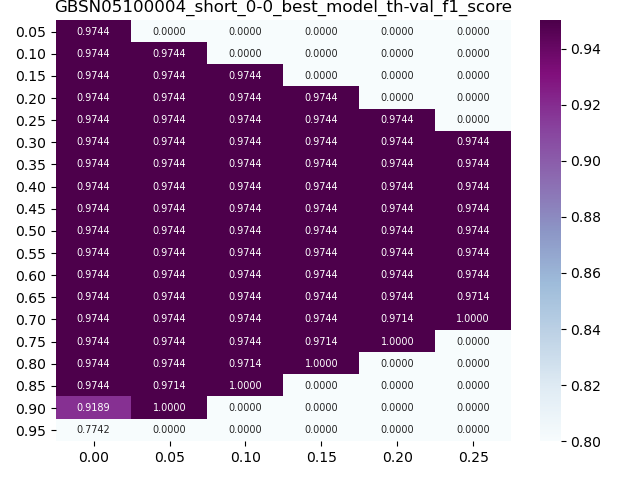 GBSN05100004_short_0-0_best_model_th-val_f1_score
0.05 0.9744 0.0000 0.0000 0.0000 0.0000 0.0000
0.10 0.9744 0.9744 0.0000 0.0000 0.0000 0.0000
0.15 0.9744 0.9744 0.9744 0.0000 0.0000 0.0000
0.20 0.9744 0.9744 0.9744 0.9744 0.0000 0.0000
0.25 0.9744 0.9744 0.9744 0.9744 0.9744 0.0000
0.30 0.9744 0.9744 0.9744 0.9744 0.9744 0.9744
0.35 0.9744 0.9744 0.9744 0.9744 0.9744 0.9744
0.40 0.9744 0.9744 0.9744 0.9744 0.9744 0.9744
0.45 0.9744 0.9744 0.9744 0.9744 0.9744 0.9744
0.50 0.9744 0.9744 0.9744 0.9744 0.9744 0.9744
0.55 0.9744 0.9744 0.9744 0.9744 0.9744 0.9744
0.60 0.9744 0.9744 0.9744 0.9744 0.9744 0.9744
0.65 0.9744 0.9744 0.9744 0.9744 0.9744 0.9714
0.70 0.9744 0.9744 0.9744 0.9744 0.9714 1.0000
0.75 0.9744 0.9744 0.9744 0.9714 1.0000 0.0000
0.80 0.9744 0.9744 0.9714 1.0000 0.0000 0.0000
0.85 0.9744 0.9714 1.0000 0.0000 0.0000 0.0000
0.90 0.9189 1.0000 0.0000 0.0000 0.0000 0.0000
0.95 0.7742 0.0000 0.0000 0.0000 0.0000 0.0000
0.00 0.05 0.10 0.15 0.20 0.25
0.94
0.92
0.90
0.88
0.86
0.84
0.82
0.80